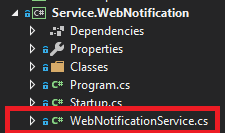 Service.WebNotification
Dependencies
Properties
Classes
Program.cs
Startup.cs
WebNotificationService.cs